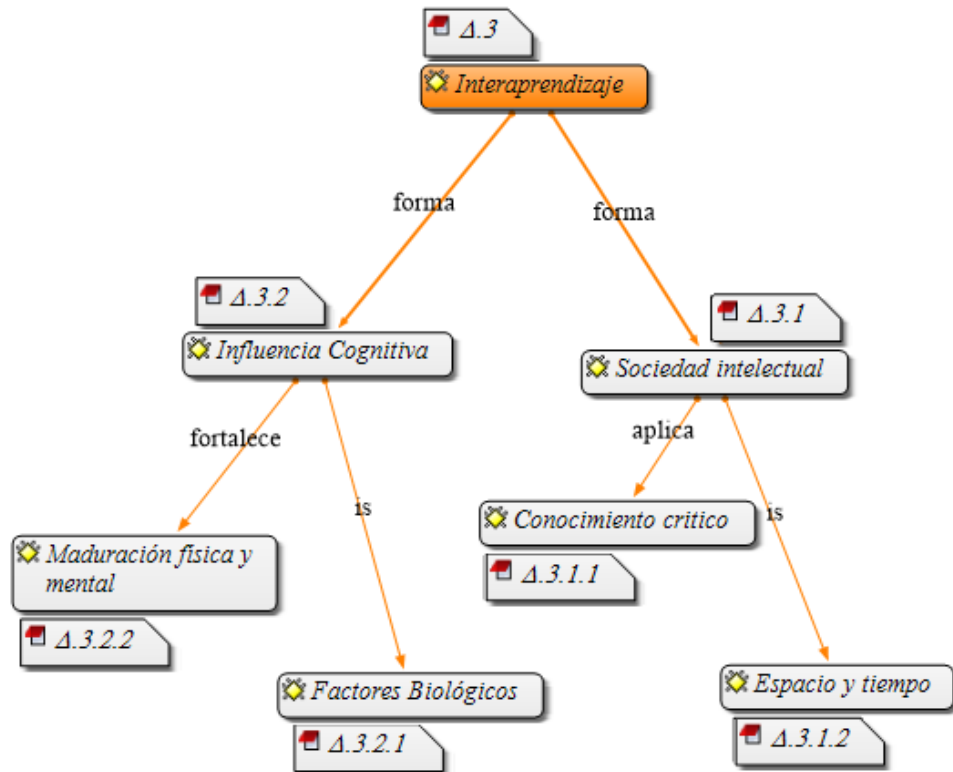 Δ.3
Interaprendizaje
forma
forma
Δ.3.2
Influencia Cognitiva
Δ.3.1
Sociedad intelectual
fortalece
is
aplica
is
Maduración física y
mental
Δ.3.2.2
Conocimiento critico
Δ.3.1.1
Factores Biológicos
Δ.3.2.1
Espacio y tiempo
Δ.3.1.2